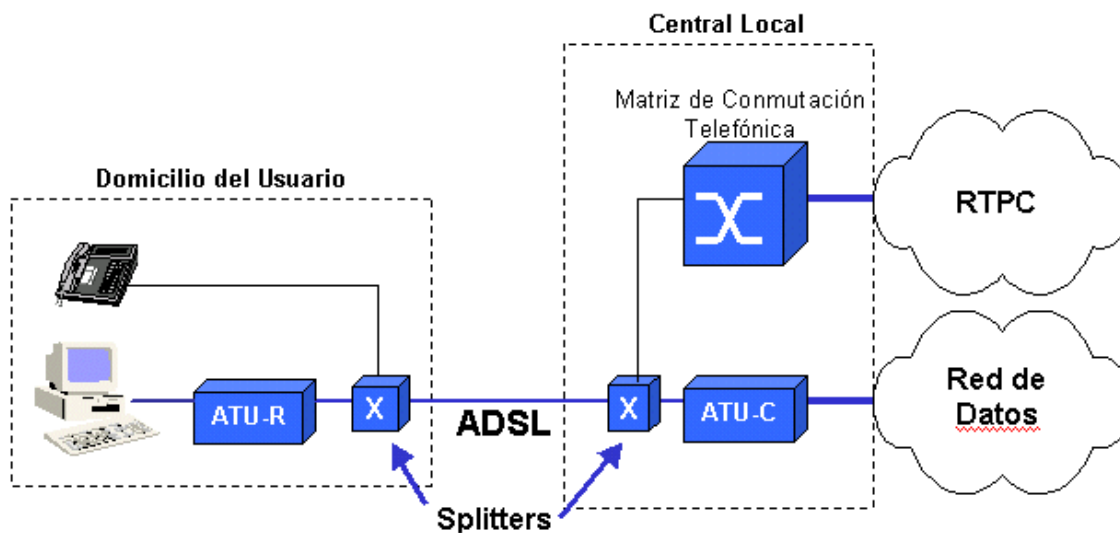 Central Local
Matriz de Conmutación
Telefónica
Domicilio del Usuario
RTPC
ATU-R
X
ADSL
X
ATU-C
Red de
Datos
Splitters